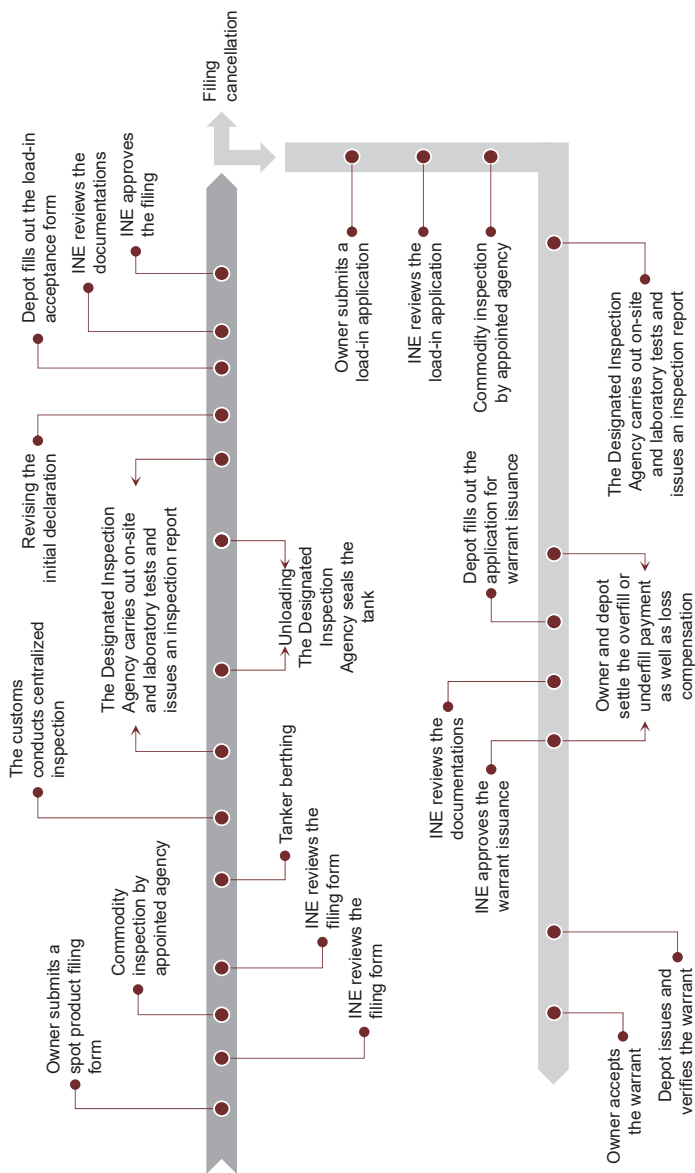 Owner submits a
spot product filing
form
INE reviews the
filing form
Commodity
inspection by
appointed agency
INE reviews the
filing form
Tanker berthing
The customs
conducts centralized
inspection
The Designated Inspection
Agency carries out on-site
and laboratory tests and
issues an inspection report
Unloading
The Designated
Inspection
Agency seals the
tank
Revising the
initial declaration
Depot fills out the load-in
acceptance form
INE reviews the
documentations
INE approves
the filing
Filing
cancellation
Owner submits a
load-in application
INE reviews the
load-in application
Commodity inspection
by appointed agency
The Designated Inspection
Agency carries out on-site
and laboratory tests and
issues an inspection report
Owner and depot
settle the overfill or
underfill payment
as well as loss
compensation
Depot fills out the
application for
warrant issuance
INE reviews the
documentations
INE approves the
warrant issuance
Depot issues and
verifies the warrant
Owner accepts
the warrant